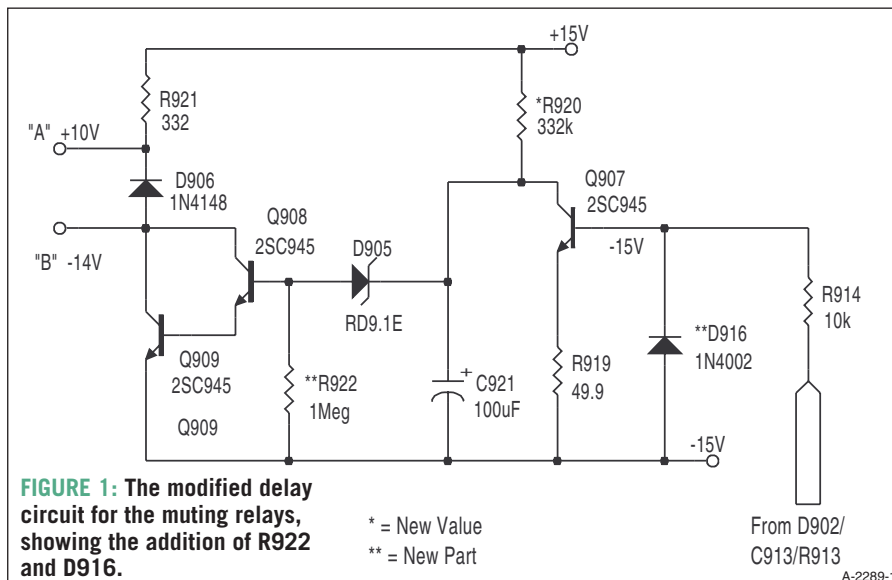 +15V
R921
332
*R920
332k
"A" +10V
D906
1N4148
Q907
2SC945
Q908
2SC945
D905
-15V
"B" -14V
RD9.1E
R914
10k
**D916
1N4002
Q909
2SC945
**R922
1Meg
C921
100uF
+
R919
49.9
Q909
-15V
FIGURE 1: The modified delay
circuit for the muting relays,
showing the addition of R922
and D916.
* = New Value
** = New Part
From D902/
C913/R913
A-2289-1